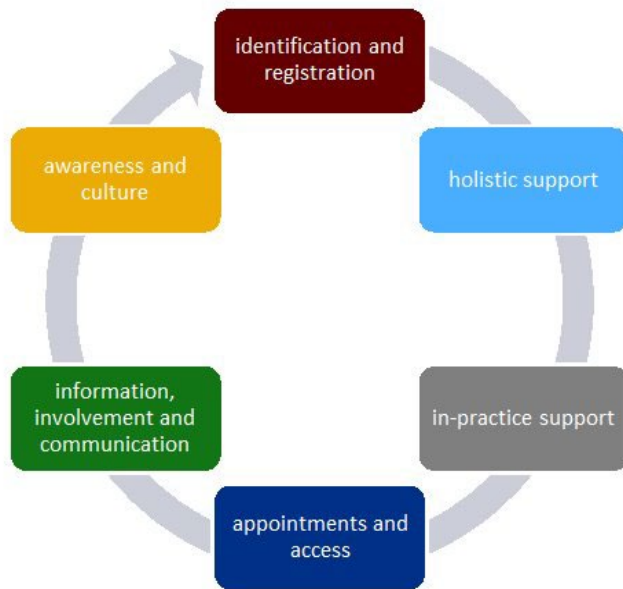 identification and
registration
holistic support
in-practice support
appointments and
access
information,
involvement and
communication
awareness and
culture